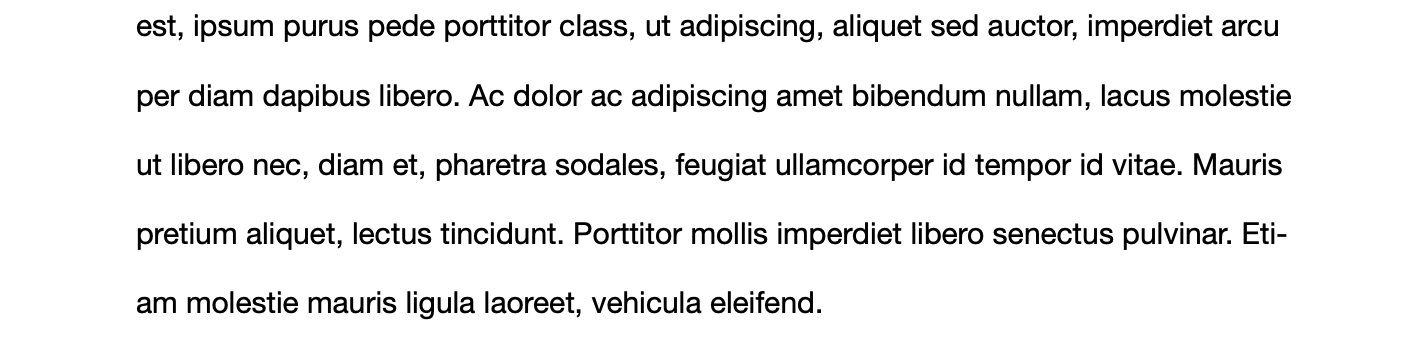 est, ipsum purus pede porttitor class, ut adipiscing, aliquet sed auctor, imperdiet arcu
per diam dapibus libero. Ac dolor ac adipiscing amet bibendum nullam, lacus molestie
ut libero nec, diam et, pharetra sodales, feugiat ullamcorper id tempor id vitae. Mauris
pretium aliquet, lectus tincidunt. Porttitor mollis imperdiet libero senectus pulvinar. Eti-
am molestie mauris ligula laoreet, vehicula eleifend.